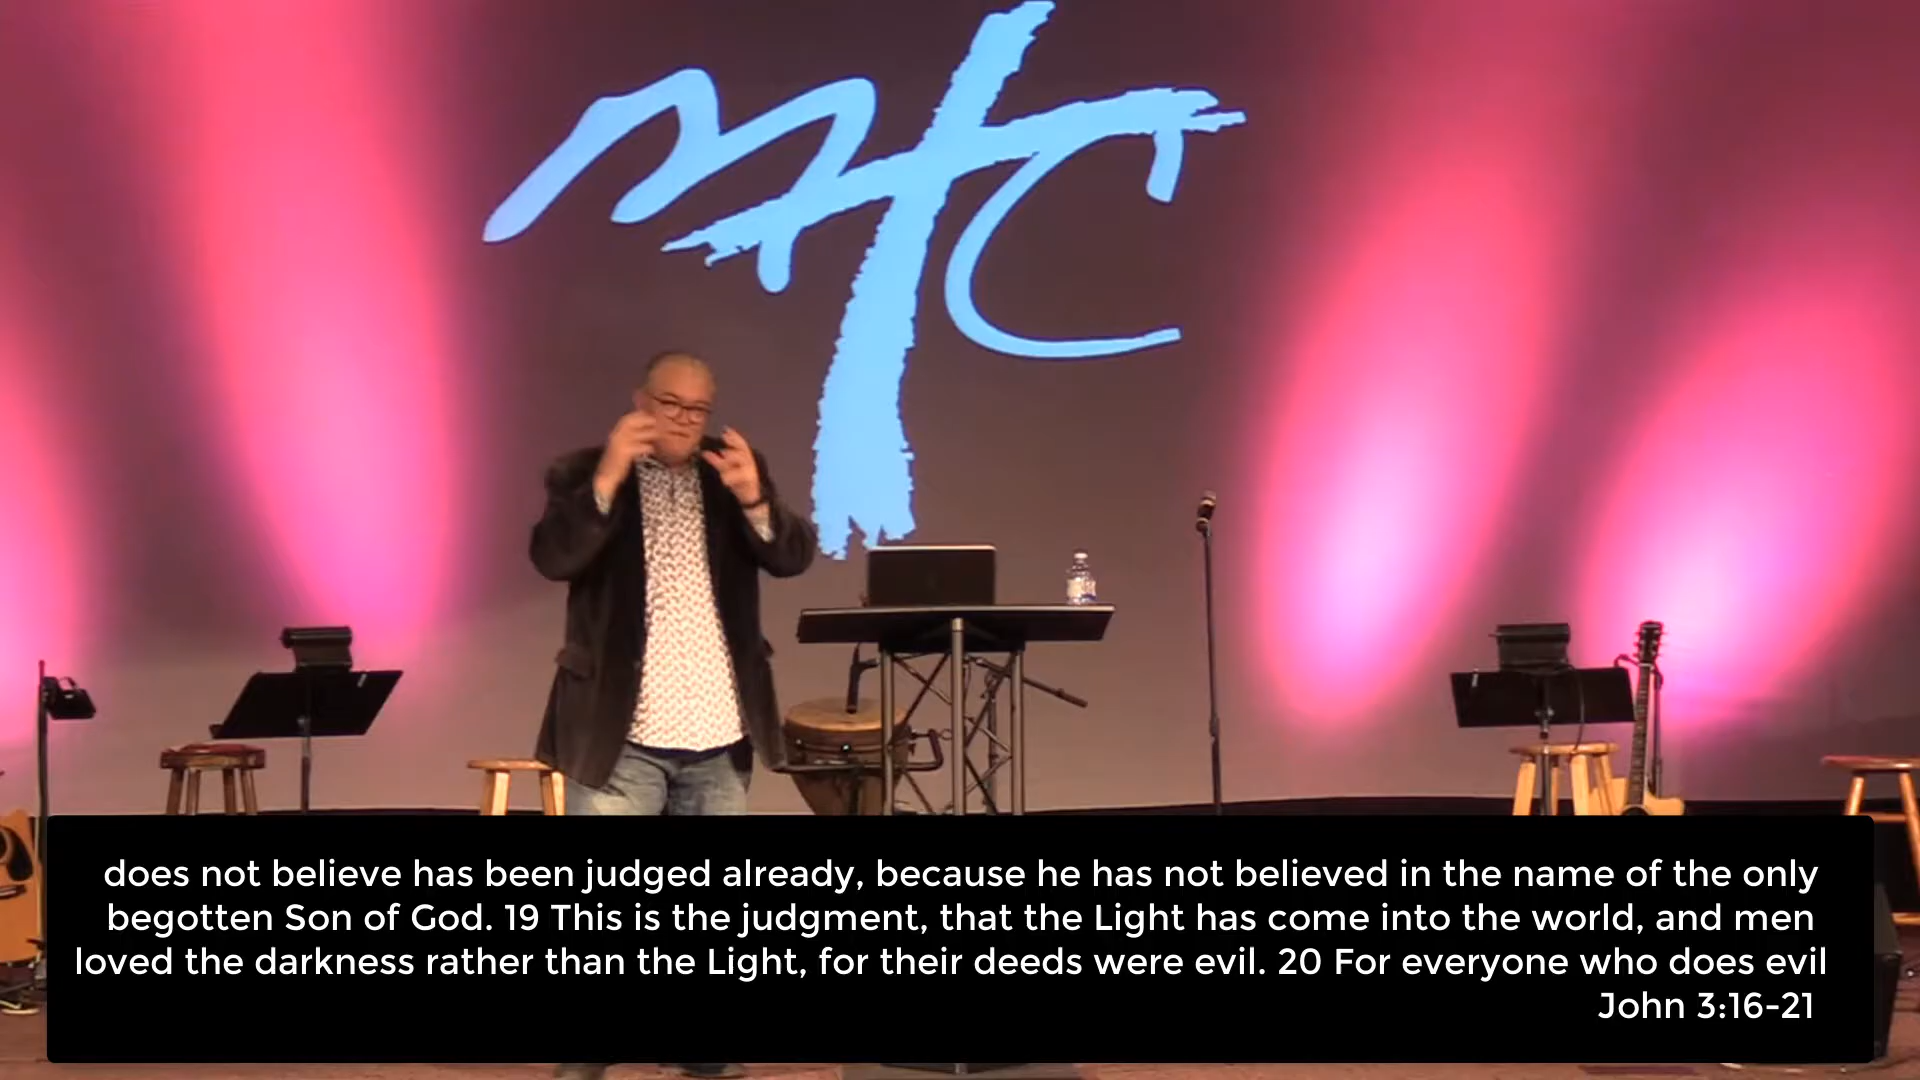 mtc
does not believe has been judged already, because he has not believed in the name of the only
begotten Son of God. 19 This is the judgment, that the Light has come into the world, and men
loved the darkness rather than the Light, for their deeds were evil. 20 For everyone who does evil
John 3:16-21